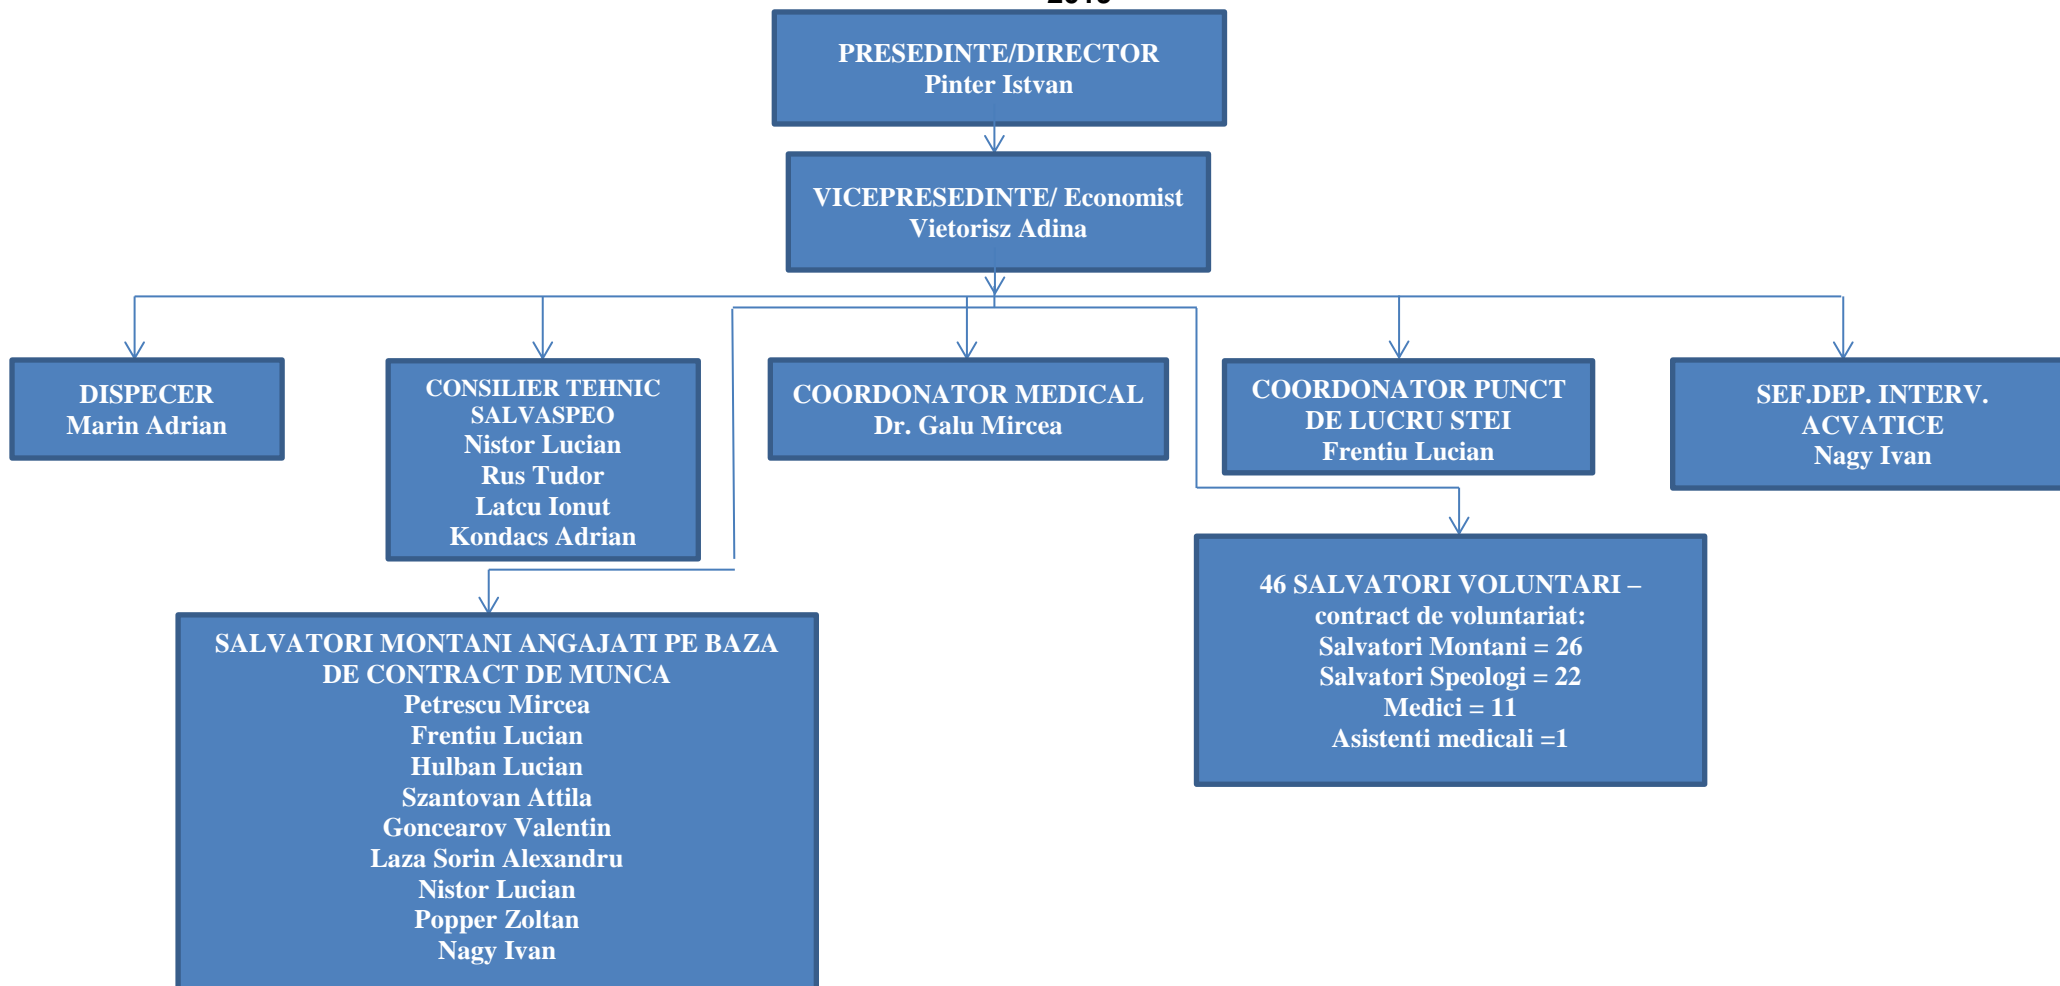 PRESEDINTE/DIRECTOR
Pinter Istvan
VICEPRESEDINTE/ Economist
Vietorisz Adina
DISPECER
Marin Adrian
CONSILIER TEHNIC
SALVASPEO
Nistor Lucian
Rus Tudor
Latcu Ionut
Kondacs Adrian
COORDONATOR MEDICAL
Dr. Galu Mircea
COORDONATOR PUNCT
DE LUCRU STEI
Frentiu Lucian
SEF.DEP. INTERV.
ACVATICE
Nagy Ivan
SALVATORI MONTANI ANGAJATI PE BAZA
DE CONTRACT DE MUNCA
Petrescu Mircea
Frentiu Lucian
Hulban Lucian
Szantovan Attila
Goncearov Valentin
Laza Sorin Alexandru
Nistor Lucian
Popper Zoltan
Nagy Ivan
46 SALVATORI VOLUNTARI –
contract de voluntariat:
Salvatori Montani = 26
Salvatori Speologi = 22
Medici = 11
Asistenti medicali =1